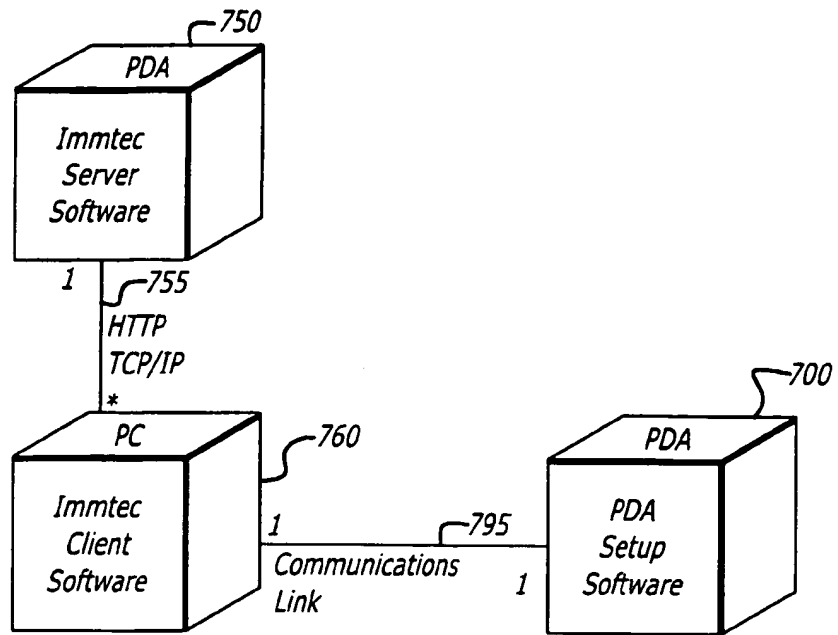 750
PDA
Immtec
Server
Software
1
755
HTTP
TCP/IP
*
PC
760
Immtec
Client
Software
1
795
Communications
Link
1
700
PDA
PDA
Setup
Software